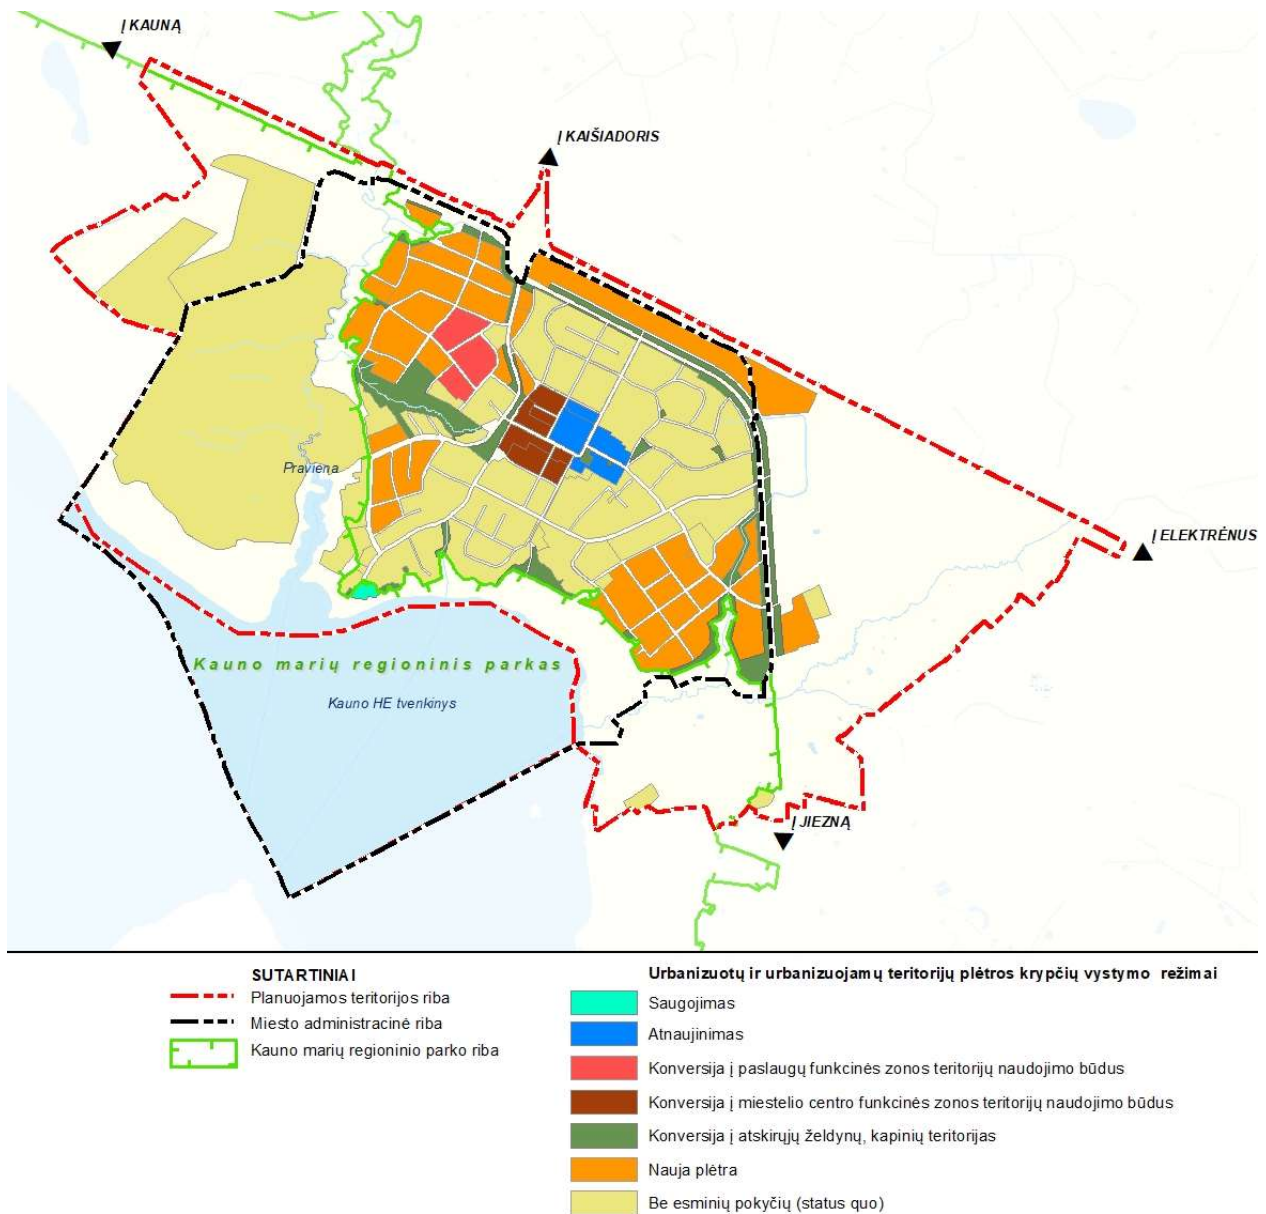 Į KAUNĄ
Į KAIŠIADORIS
Praviena
Į ELEKTRĖNUS
Kauno marių regioninis parkas
Kauno HE tvenkinys
Į JIEZNĄ
SUTARTINIAI
Planuojamos teritorijos riba
Miesto administracinė riba
Kauno marių regioninio parko riba
Urbanizuotų ir urbanizuojamų teritorijų plėtros krypčių vystymo režimai
Saugojimas
Atnaujinimas
Konversija į paslaugų funkcinės zonos teritorijų naudojimo būdus
Konversija į miestelio centro funkcinės zonos teritorijų naudojimo būdus
Konversija į atskirųjų želdynų, kapinių teritorijas
Nauja plėtra
Be esminių pokyčių (status quo)